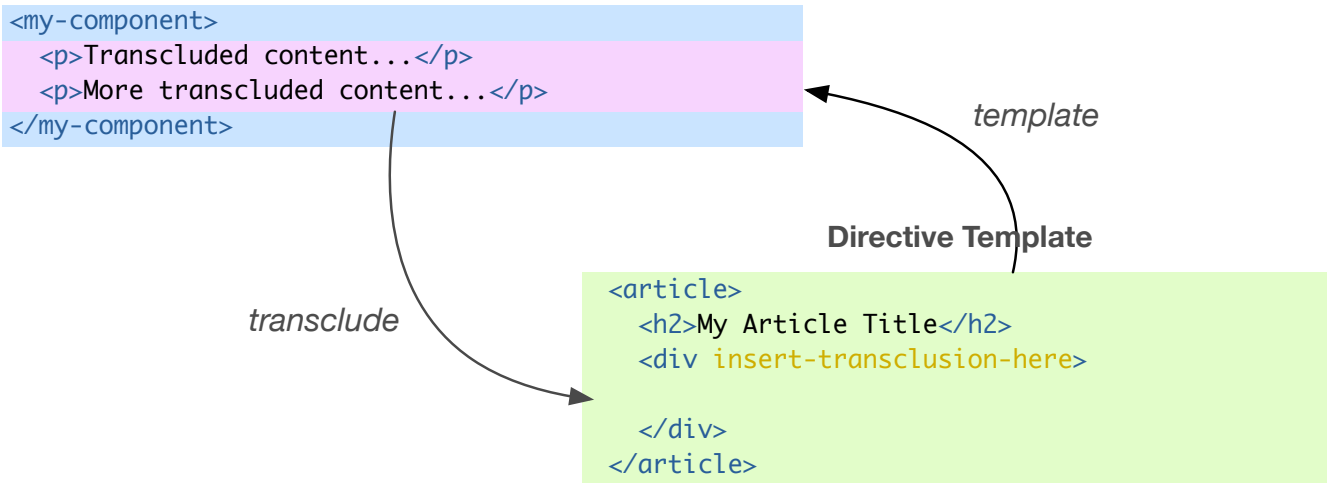 <my-component>
<p>Transcluded content...</p>
<p>More transcluded content...</p>
</my-component>
template
transclude
Directive Template
<article>
<h2>My Article Title</h2>
<div insert-transclusion-here>
</div>
</article>